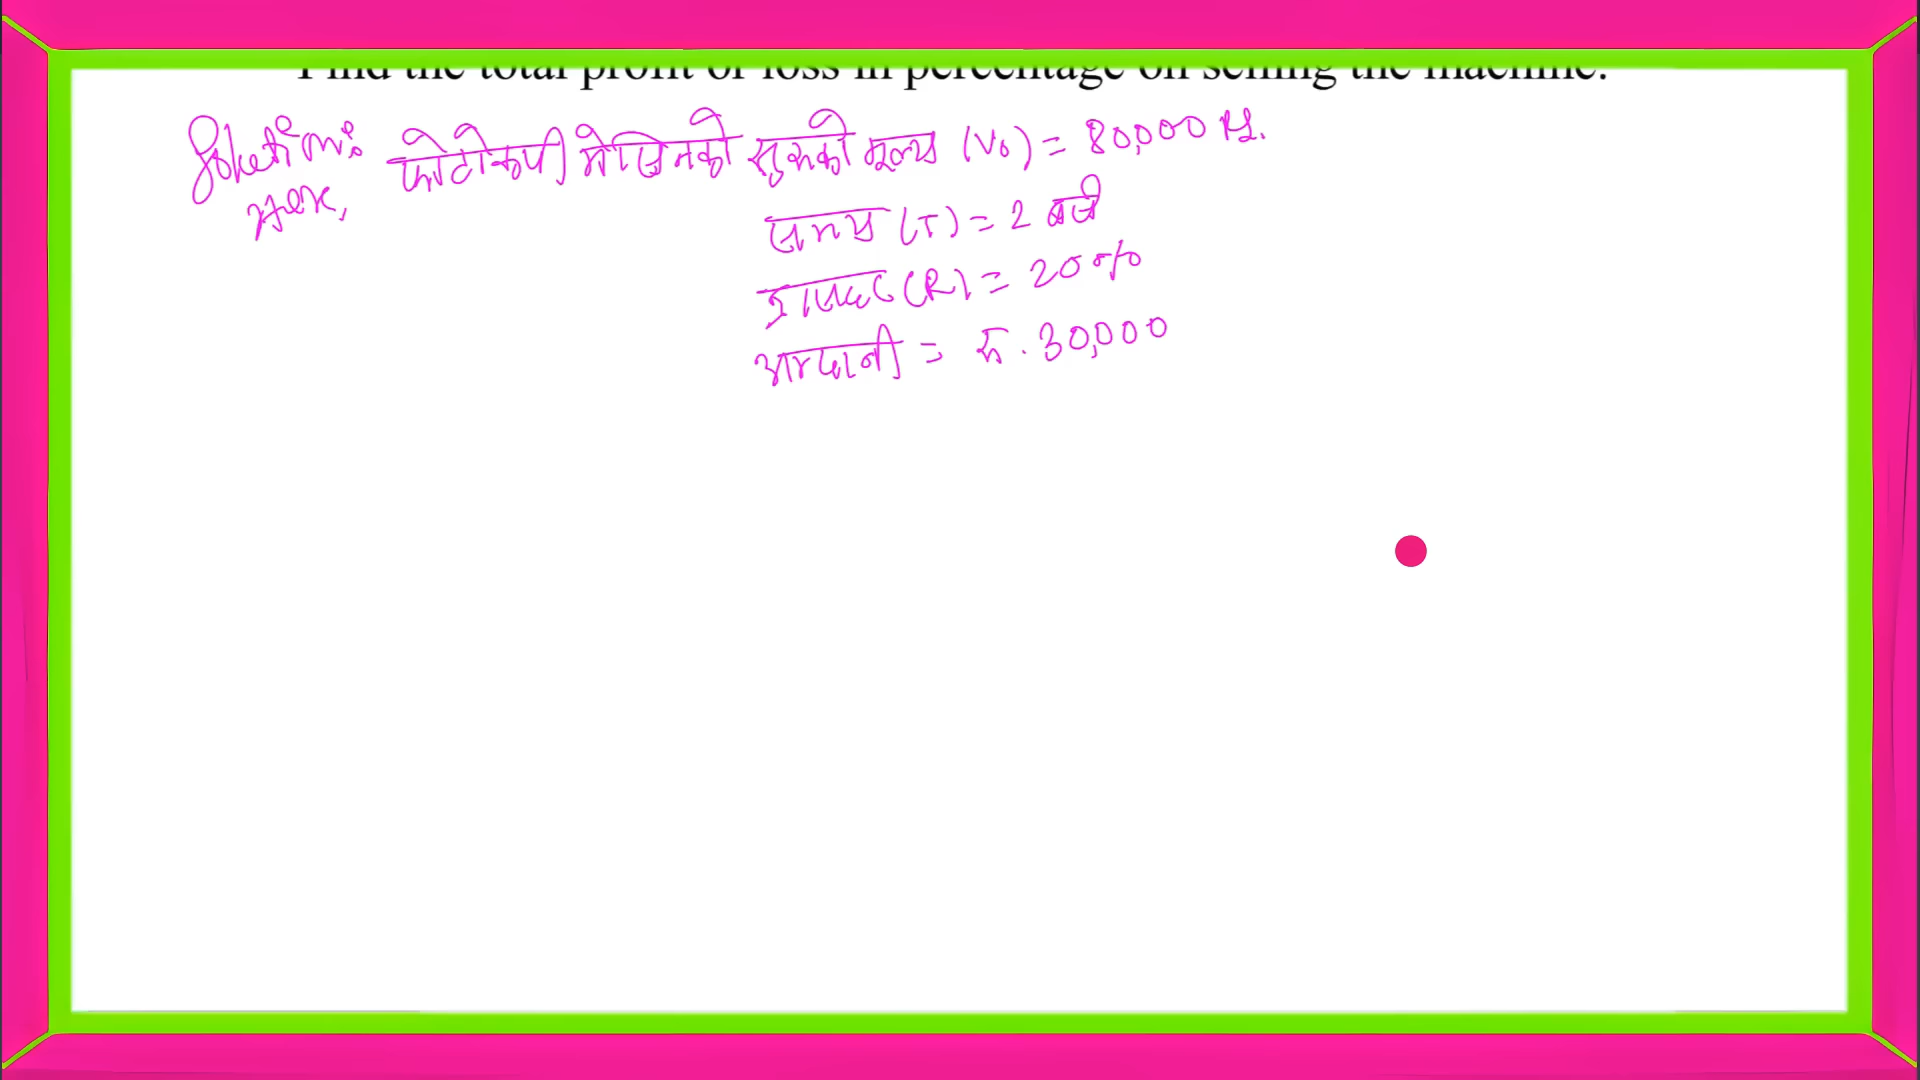 Find the total profit or loss in percentage on selling the machine.
Solution: फोटोकपी मेसिनको सुरुको मूल्य (V₀) = 80,000 Rs.
Here,
समय (T) = 2 वर्ष
(R) = 20%
आम्दानी = रु. 30,000